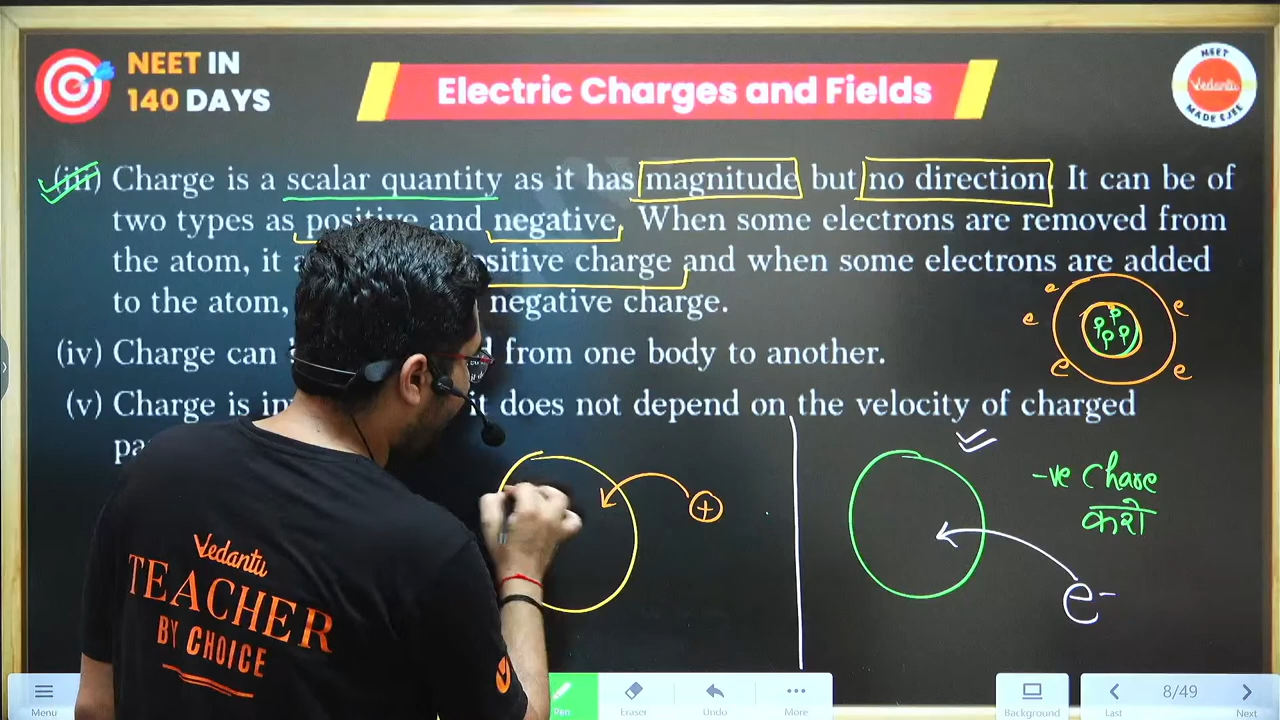 NEET IN
140 DAYS
Electric Charges and Fields
NEET
Vedantu
MADE EJEE
(iii) Charge is a scalar quantity as it has magnitude but no direction. It can be of
two types as positive and negative. When some electrons are removed from
the atom, it a sitive charge and when some electrons are added
to the atom, negative charge.
(iv) Charge can from one body to another.
(v) Charge is in it does not depend on the velocity of charged
pa
e e e e e
P P P P
+
-ve Chare
करो
e-
Vedantu
TEACHER
BY CHOICE
Menu
Pen
Eraser
Undo
More
Background
Last
8/49
Next